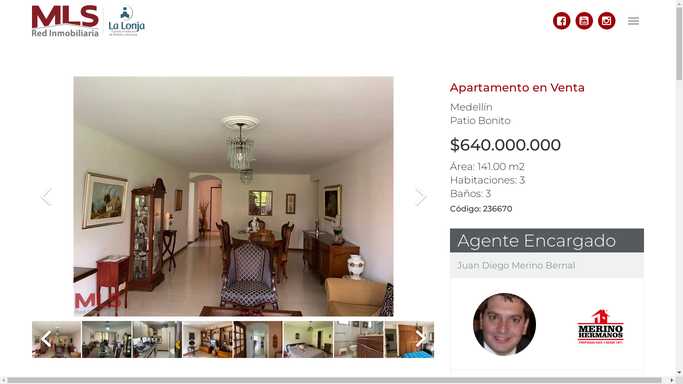 MLS
Red Inmobiliaria
La Lonja
Apartamento en Venta
Medellín
Patio Bonito
$640.000.000
Área: 141.00 m2
Habitaciones: 3
Baños: 3
Código: 236670
Agente Encargado
Juan Diego Merino Bernal
MERINO
HERMANOS
MLS